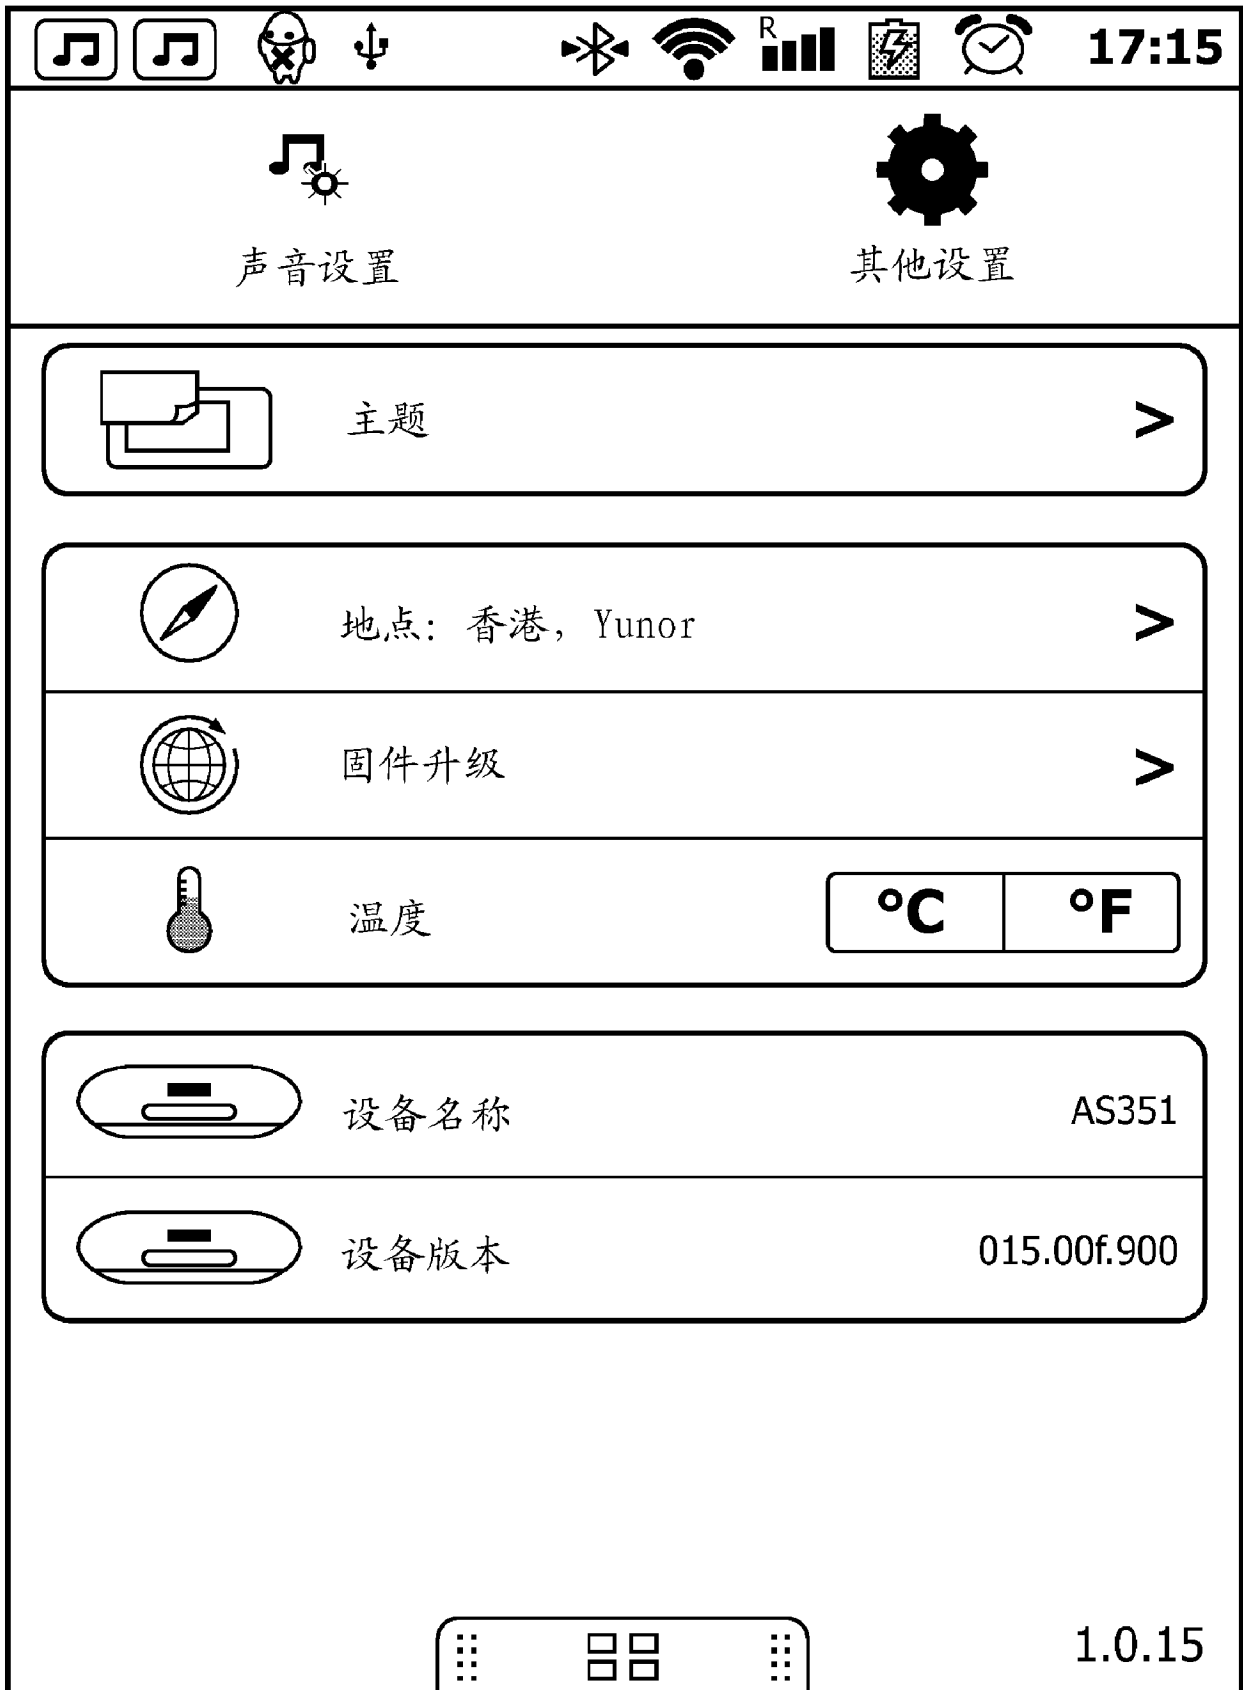 R 17:15
声音设置 其他设置
主题 >
地点: 香港, Yunor >
固件升级 >
温度 °C °F
设备名称 AS351
设备版本 015.00f.900
1.0.15